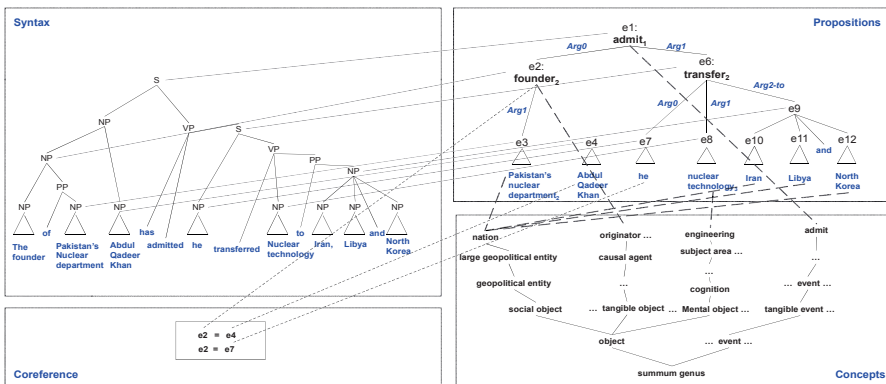 Syntax
S
NP
VP
S
NP
VP
PP
PP
NP
NP
NP
NP
NP
NP
NP
NP
NP
The founder
of
Pakistan's Nuclear department
Abdul Qadeer Khan
has
admitted
he
transferred
Nuclear technology
to
Iran,
Libya
and
North Korea
Propositions
e1:
admit1
Arg0
Arg1
e2:
founder2
e6:
transfer2
Arg1
Arg0
Arg1
Arg2-to
e9
e3
e4
e7
e8
e10
e11
and
e12
Pakistan's nuclear department2
Abdul Qadeer Khan
he
nuclear technology3
Iran
Libya
North Korea
Coreference
e2 = e4
e2 = e7
nation
originator …
engineering
admit
large geopolitical entity
causal agent
subject area …
…
geopolitical entity
…
cognition
… event …
social object
… tangible object …
Mental object …
tangible event …
object
… event …
summum genus
Concepts